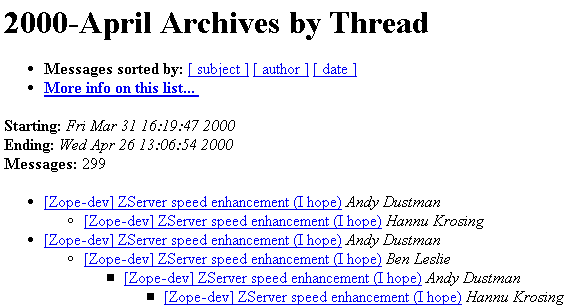 2000-April Archives by Thread
Messages sorted by: [ subject ] [ author ] [ date ]
More info on this list...
Starting: Fri Mar 31 16:19:47 2000
Ending: Wed Apr 26 13:06:54 2000
Messages: 299
[Zope-dev] ZServer speed enhancement (I hope) Andy Dustman
[Zope-dev] ZServer speed enhancement (I hope) Hannu Krosing
[Zope-dev] ZServer speed enhancement (I hope) Andy Dustman
[Zope-dev] ZServer speed enhancement (I hope) Ben Leslie
[Zope-dev] ZServer speed enhancement (I hope) Andy Dustman
[Zope-dev] ZServer speed enhancement (I hope) Hannu Krosing